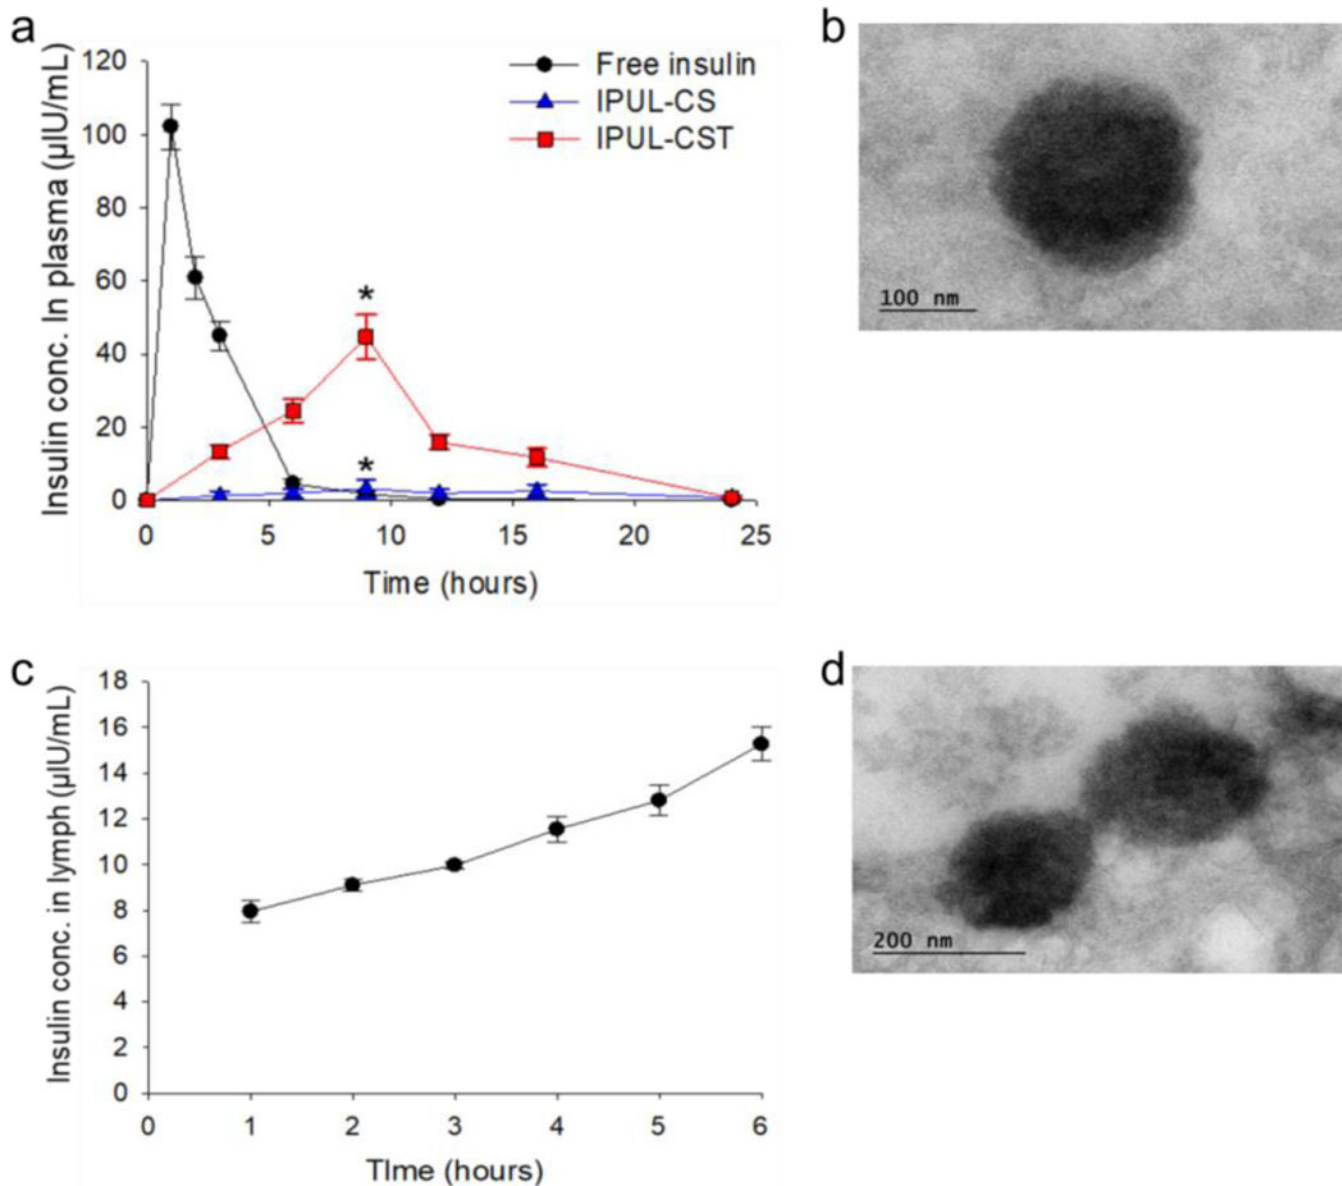 a
Insulin conc. In plasma (µIU/mL)
120
100
80
60
40
20
0
Free insulin
IPUL-CS
IPUL-CST
*
*
0 5 10 15 20 25
Time (hours)
b
100 nm
c
Insulin conc. in lymph (µIU/mL)
18
16
14
12
10
8
6
4
2
0
0 1 2 3 4 5 6
TIme (hours)
d
200 nm